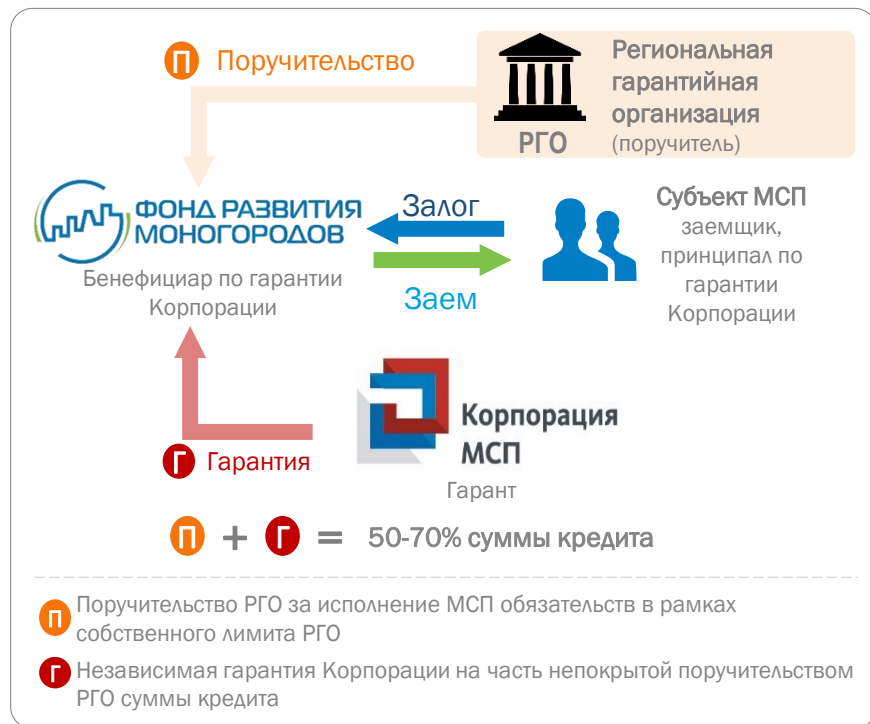 П Поручительство
Региональная
гарантийная
организация
(поручитель)
РГО
ФОНД РАЗВИТИЯ
МОНОГОРОДОВ
Бенефициар по гарантии
Корпорации
Залог
Заем
Субъект МСП
заемщик,
принципал по
гарантии
Корпорации
Корпорация
МСП
Гарант
Г Гарантия
П + Г = 50-70% суммы кредита
П Поручительство РГО за исполнение МСП обязательств в рамках
собственного лимита РГО
Г Независимая гарантия Корпорации на часть непокрытой поручительством
РГО суммы кредита